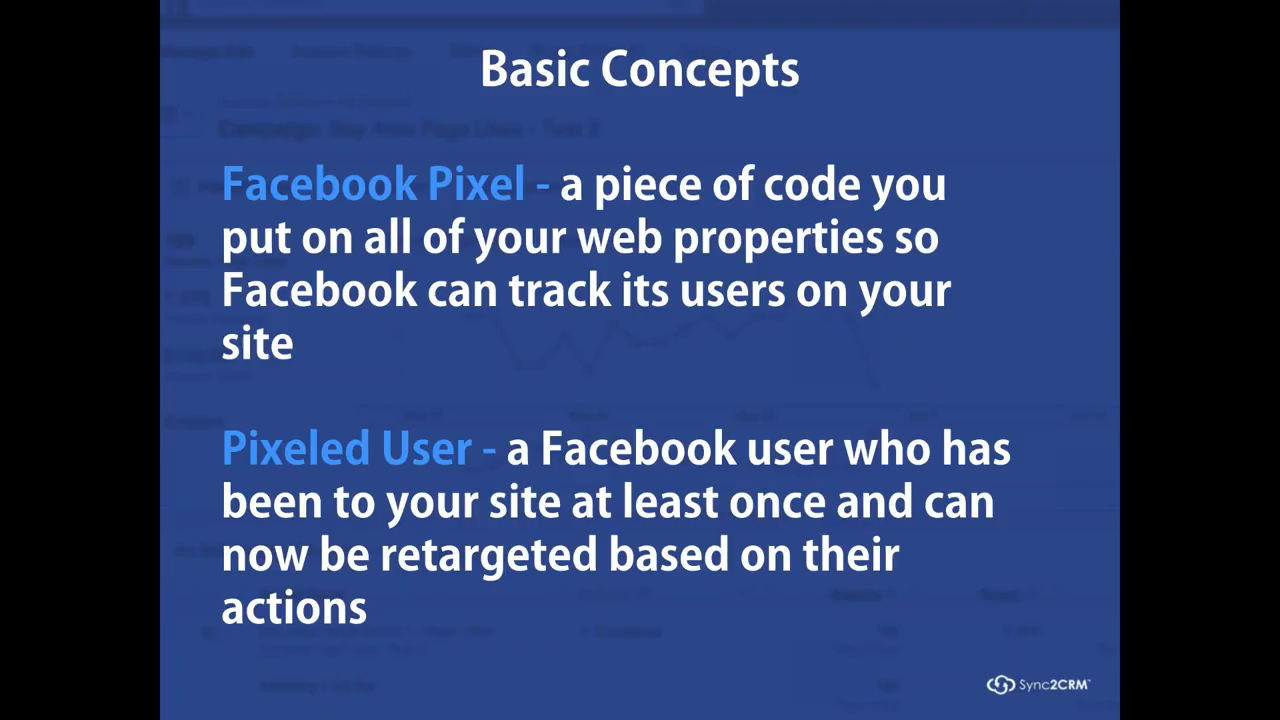 Basic Concepts
Facebook Pixel - a piece of code you
put on all of your web properties so
Facebook can track its users on your
site
Pixeled User - a Facebook user who has
been to your site at least once and can
now be retargeted based on their
actions
Sync2CRM